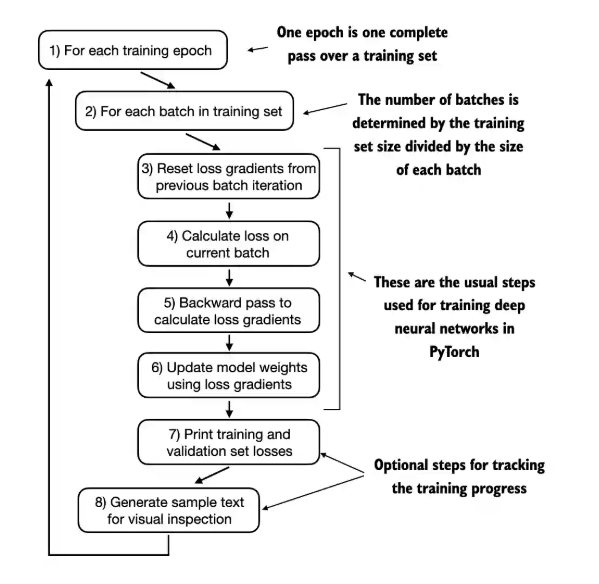 1) For each training epoch
One epoch is one complete
pass over a training set
2) For each batch in training set
The number of batches is
determined by the training
set size divided by the size
of each batch
3) Reset loss gradients from
previous batch iteration
4) Calculate loss on
current batch
5) Backward pass to
calculate loss gradients
These are the usual steps
used for training deep
neural networks in
PyTorch
6) Update model weights
using loss gradients
7) Print training and
validation set losses
Optional steps for tracking
the training progress
8) Generate sample text
for visual inspection